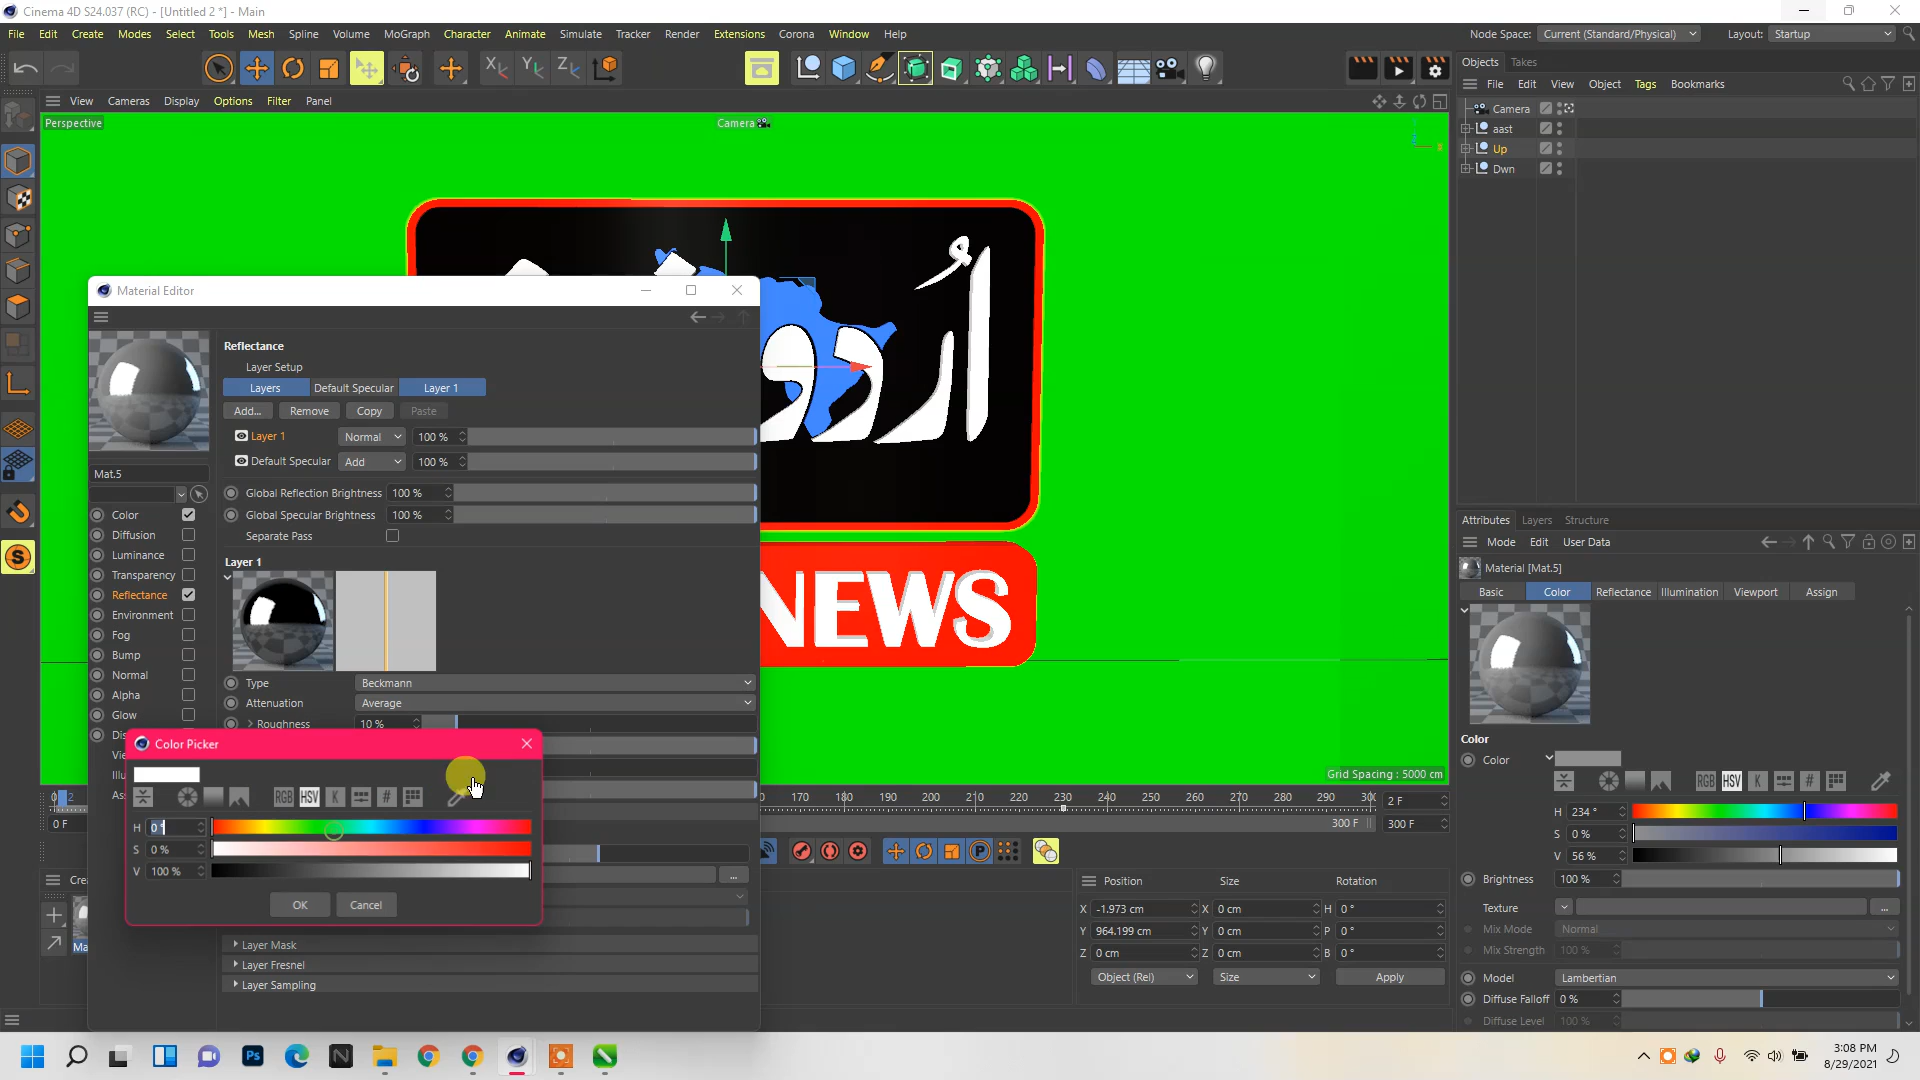 Cinema 4D S24.037 (RC) - [Untitled 2 *] - Main
File Edit Create Modes Select Tools Mesh Spline Volume MoGraph Character Animate Simulate Tracker Render Extensions Corona Window Help
Node Space: Current (Standard/Physical) Layout: Startup
Objects Takes
File Edit View Object Tags Bookmarks
View Cameras Display Options Filter Panel
Perspective
Camera
Camera
aast
Up
Dwn
اُردو
NEWS
Grid Spacing : 5000 cm
Material Editor
Reflectance
Layer Setup
Layers Default Specular Layer 1
Add... Remove Copy Paste
Layer 1 Normal 100 %
Default Specular Add 100 %
Mat.5
Global Reflection Brightness 100 %
Global Specular Brightness 100 %
Separate Pass
Color
Diffusion
Luminance
Transparency
Reflectance
Environment
Fog
Bump
Normal
Alpha
Glow
Layer 1
Type Beckmann
Attenuation Average
Roughness 10 %
Color Picker
RGB HSV K #
H 0 °
S 0 %
V 100 %
OK Cancel
Layer Mask
Layer Fresnel
Layer Sampling
170 180 190 200 210 220 230 240 250 260 270 280 290 2 F
0 F 300 F 300 F
Position Size Rotation
X -1.973 cm X 0 cm H 0 °
Y 964.199 cm Y 0 cm P 0 °
Z 0 cm Z 0 cm B 0 °
Object (Rel) Size Apply
Attributes Layers Structure
Mode Edit User Data
Material [Mat.5]
Basic Color Reflectance Illumination Viewport Assign
Color
Color
RGB HSV K #
H 234 °
S 0 %
V 56 %
Brightness 100 %
Texture ...
Mix Mode Normal
Mix Strength 100 %
Model Lambertian
Diffuse Falloff 0 %
Diffuse Level 100 %
3:08 PM
8/29/2021